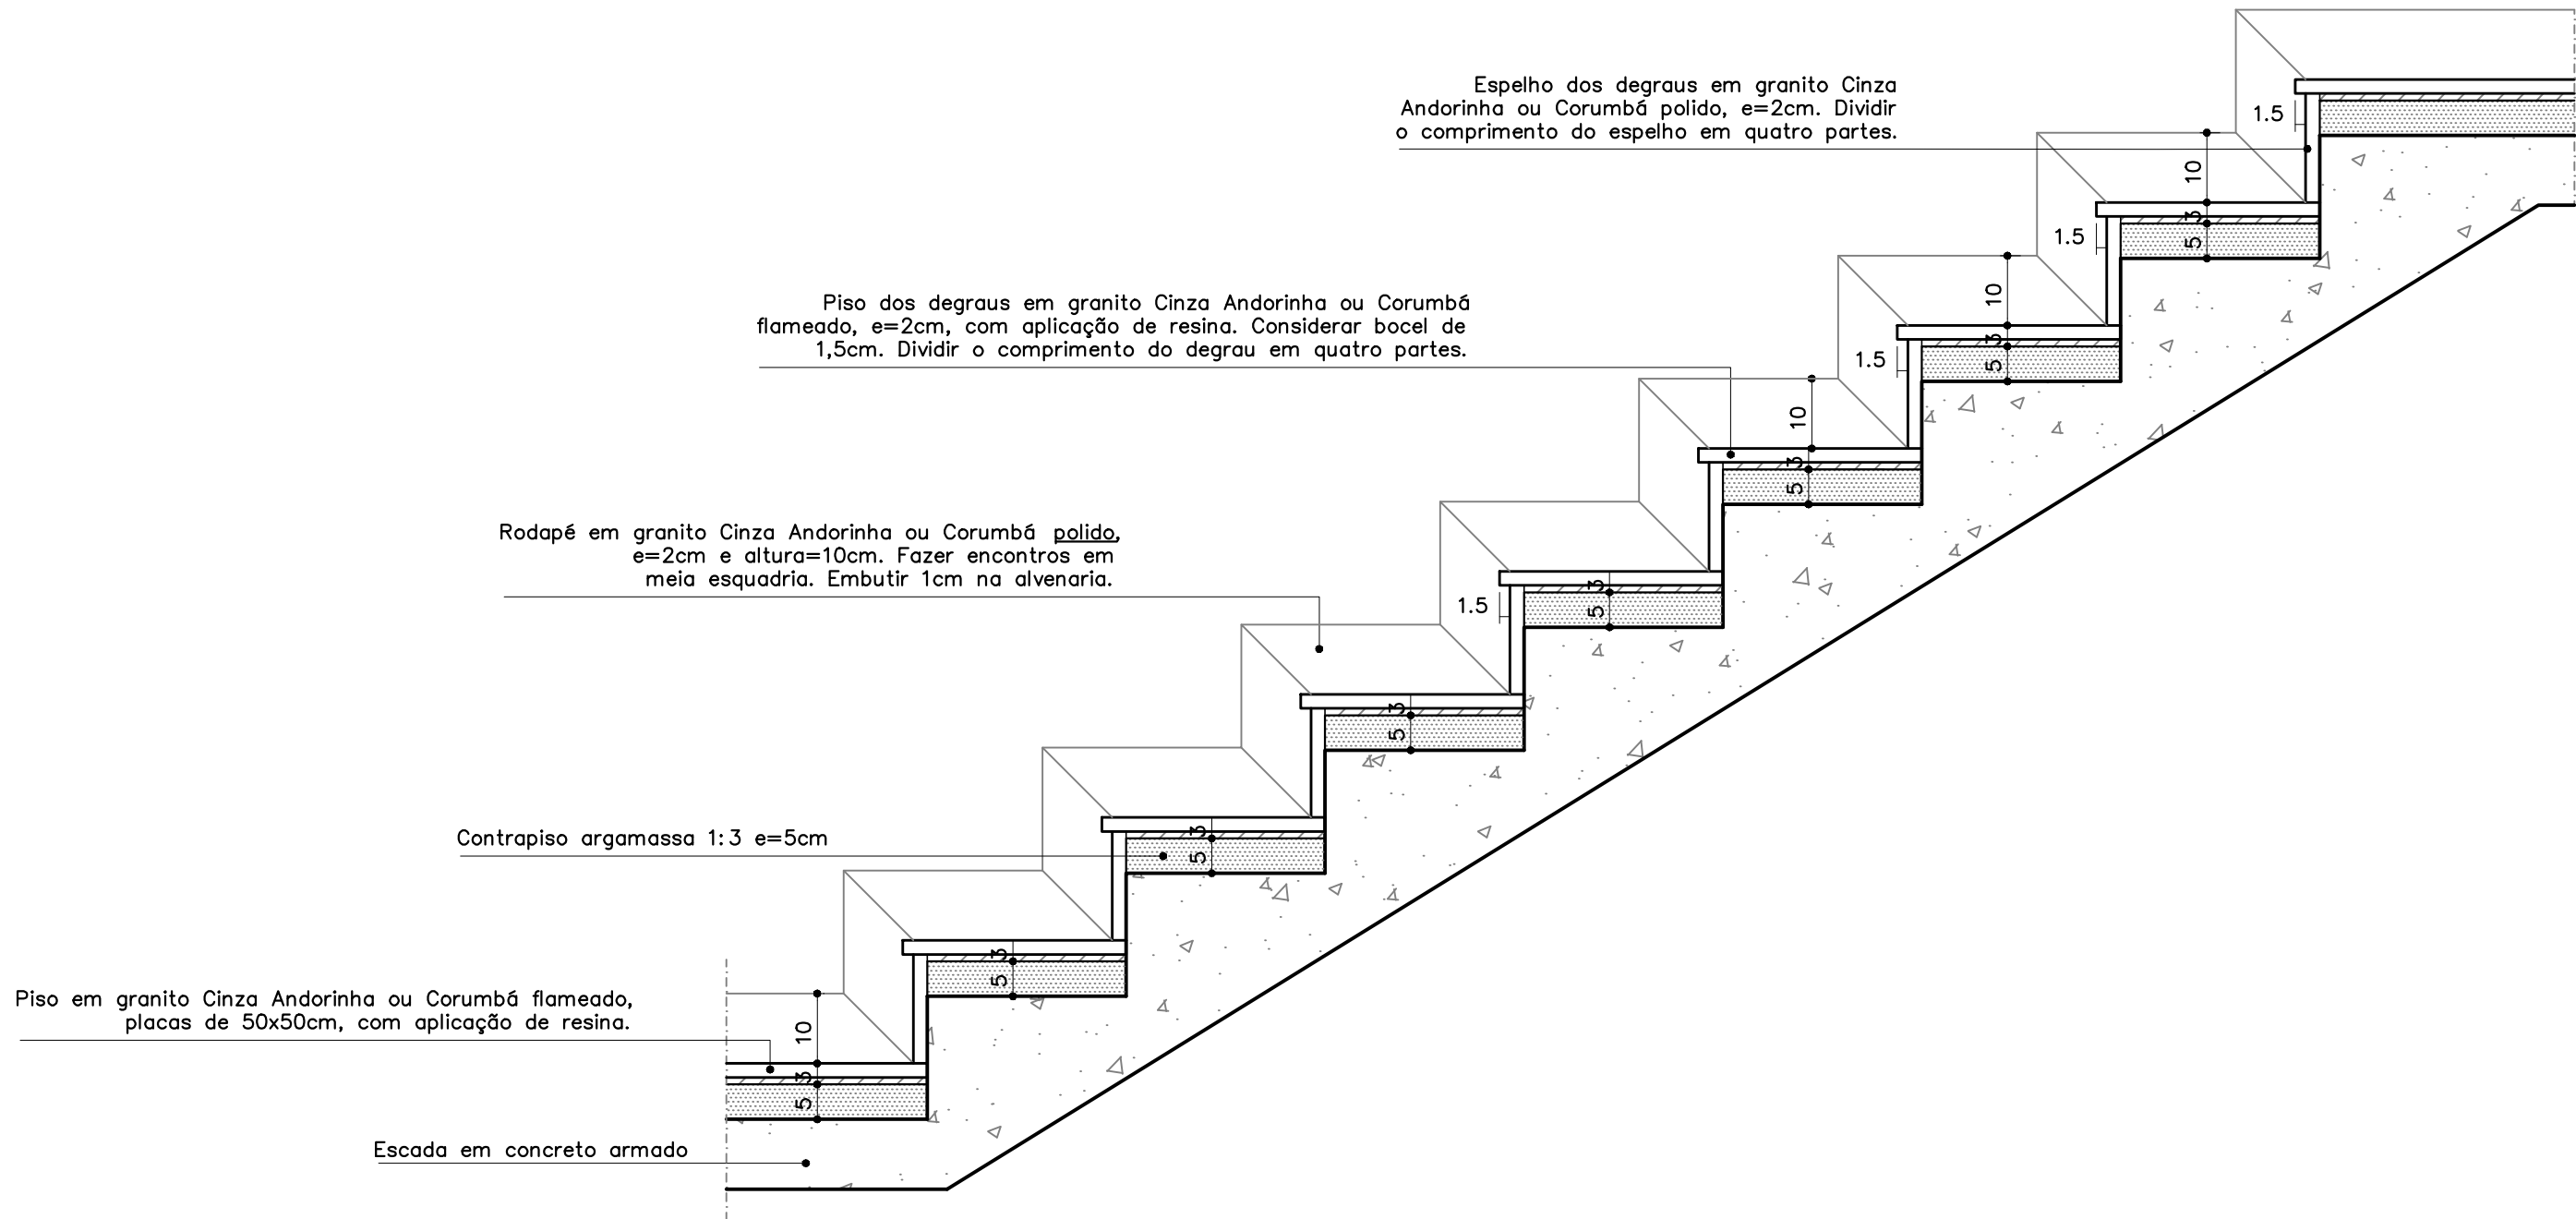 Espelho dos degraus em granito Cinza
Andorinha ou Corumbá polido, e=2cm. Dividir
o comprimento do espelho em quatro partes.
1.5
10
3
5
1.5
10
3
5
Piso dos degraus em granito Cinza Andorinha ou Corumbá
flameado, e=2cm, com aplicação de resina. Considerar bocel de
1,5cm. Dividir o comprimento do degrau em quatro partes.
1.5
10
3
5
Rodapé em granito Cinza Andorinha ou Corumbá polido,
e=2cm e altura=10cm. Fazer encontros em
meia esquadria. Embutir 1cm na alvenaria.
1.5
3
5
3
5
Contrapiso argamassa 1:3 e=5cm
3
5
3
5
Piso em granito Cinza Andorinha ou Corumbá flameado,
placas de 50x50cm, com aplicação de resina.
10
3
5
Escada em concreto armado